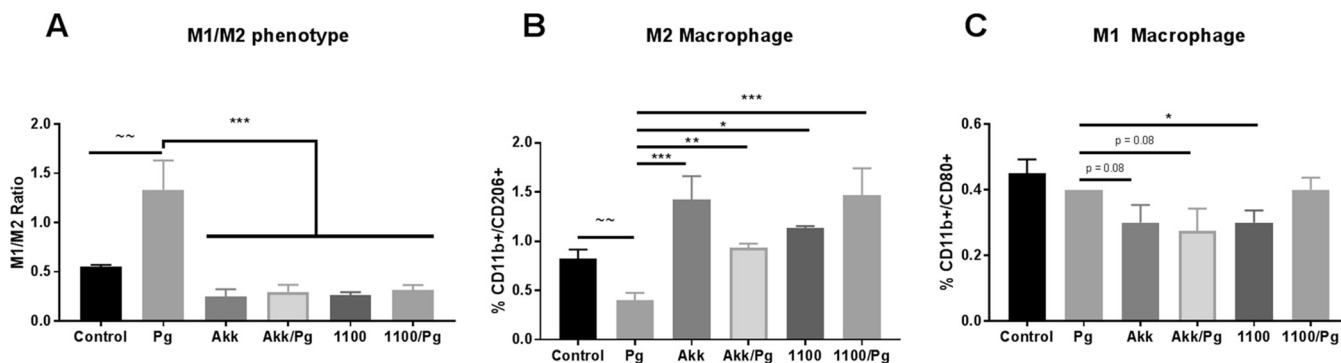 A
M1/M2 phenotype
M1/M2 Ratio
2.0
1.5
1.0
0.5
0.0
~~
***
Control Pg Akk Akk/Pg 1100 1100/Pg
B
M2 Macrophage
% CD11b+/CD206+
2.0
1.5
1.0
0.5
0.0
***
*
**
***
~~
Control Pg Akk Akk/Pg 1100 1100/Pg
C
M1 Macrophage
% CD11b+/CD80+
0.6
0.4
0.2
0.0
*
p = 0.08
p = 0.08
Control Pg Akk Akk/Pg 1100 1100/Pg